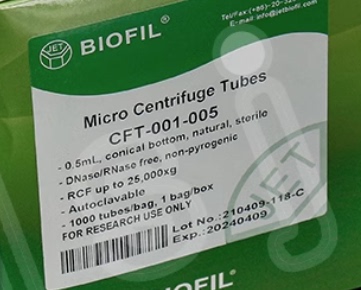 Tel/Fax:(+86)-20-
E-mail:info@jetbiofil.
JET BIOFIL®
Micro Centrifuge Tubes
CFT-001-005
- 0.5mL, conical bottom, natural, sterile
- DNase/RNase free, non-pyrogenic
- RCF up to 25,000xg
- Autoclavable
- 1000 tubes/bag, 1 bag/box
FOR RESEARCH USE ONLY
Lot No.:210409-118-C
Exp.:20240409
JET
BIOFIL®